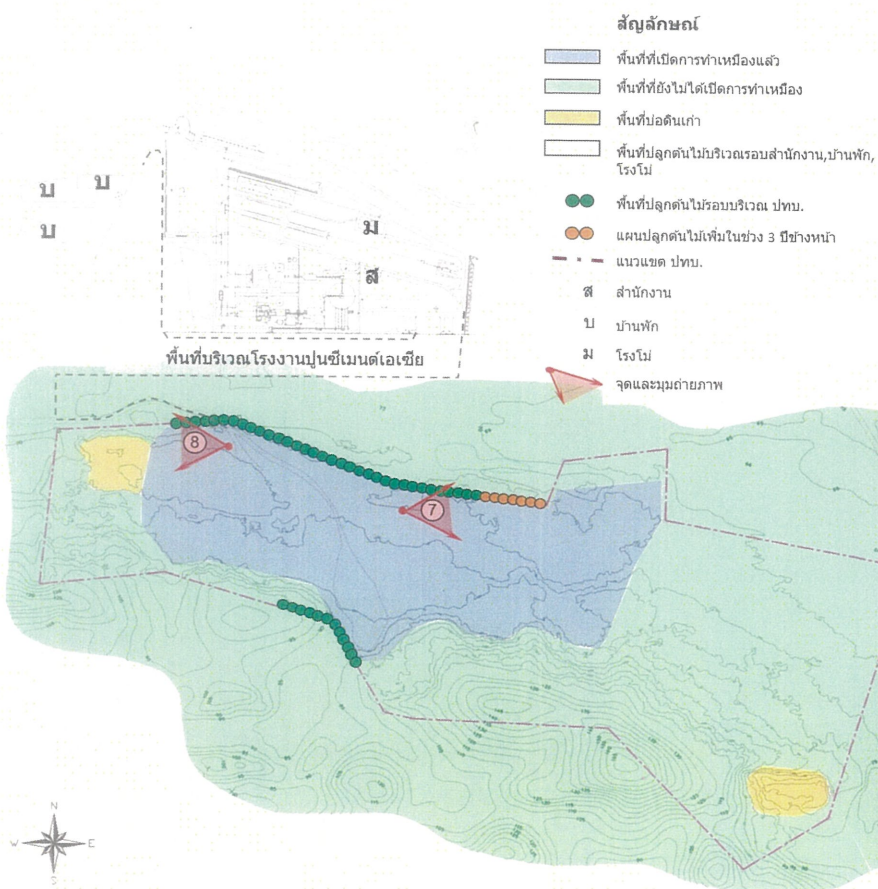 สัญลักษณ์
พื้นที่ที่เปิดการทำเหมืองแล้ว
พื้นที่ที่ยังไม่ได้เปิดการทำเหมือง
พื้นที่บ่อดินเก่า
พื้นที่ปลูกต้นไม้บริเวณรอบสำนักงาน,บ้านพัก,
โรงโม่
พื้นที่ปลูกต้นไม้รอบบริเวณ ปทบ.
แผนปลูกต้นไม้เพิ่มในช่วง 3 ปีข้างหน้า
แนวเขต ปทบ.
ส สำนักงาน
บ บ้านพัก
ม โรงโม่
จุดและมุมถ่ายภาพ
บ บ
บ
ม
ส
พื้นที่บริเวณโรงงานปูนซีเมนต์เอเซีย
8
7
N
W E
S